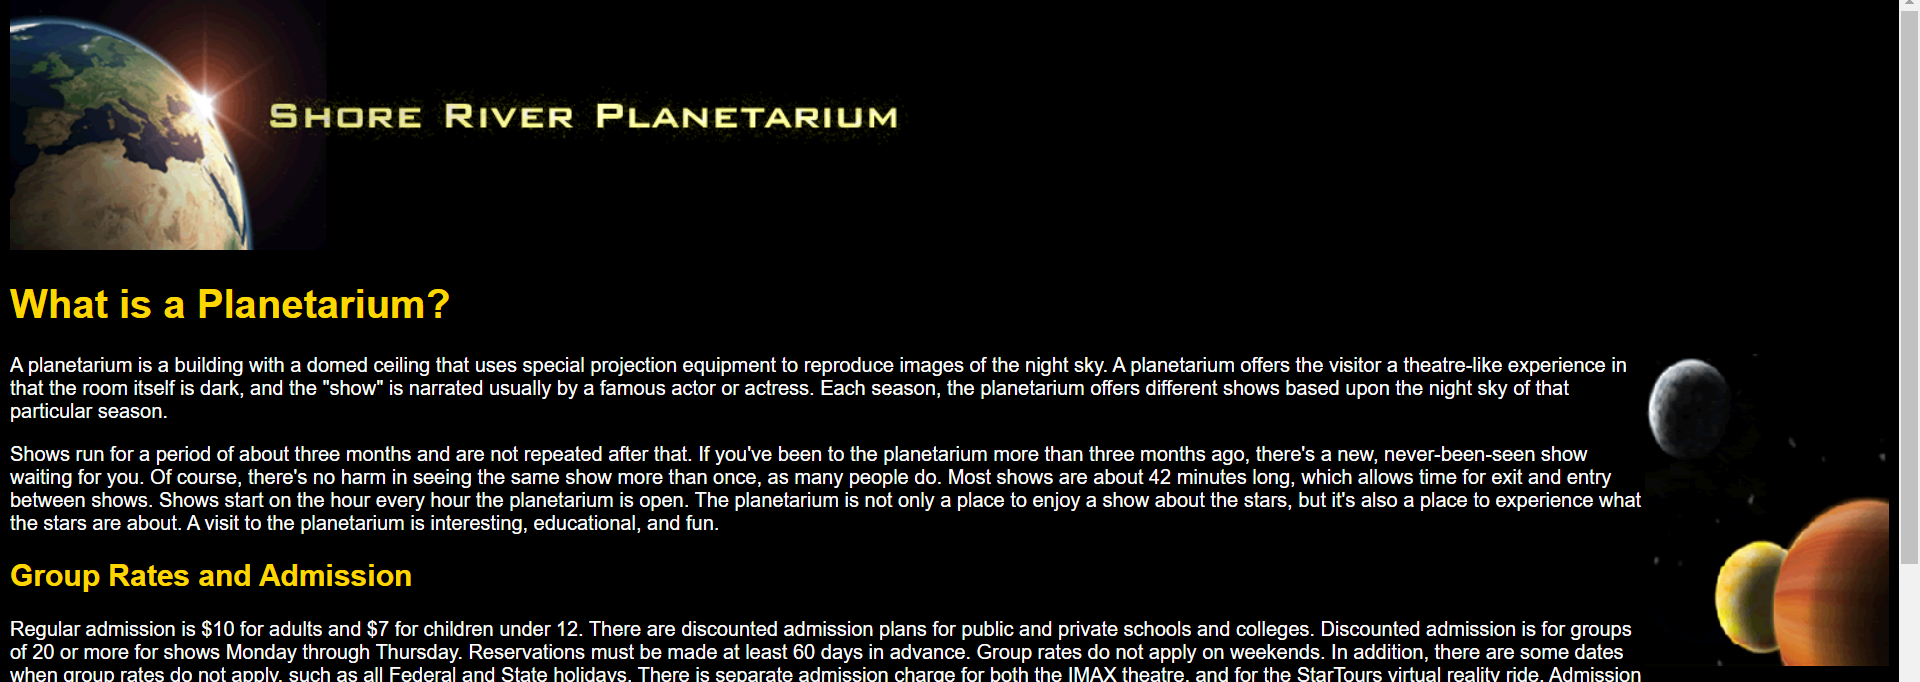 SHORE RIVER PLANETARIUM
What is a Planetarium?
A planetarium is a building with a domed ceiling that uses special projection equipment to reproduce images of the night sky. A planetarium offers the visitor a theatre-like experience in
that the room itself is dark, and the "show" is narrated usually by a famous actor or actress. Each season, the planetarium offers different shows based upon the night sky of that
particular season.
Shows run for a period of about three months and are not repeated after that. If you've been to the planetarium more than three months ago, there's a new, never-been-seen show
waiting for you. Of course, there's no harm in seeing the same show more than once, as many people do. Most shows are about 42 minutes long, which allows time for exit and entry
between shows. Shows start on the hour every hour the planetarium is open. The planetarium is not only a place to enjoy a show about the stars, but it's also a place to experience what
the stars are about. A visit to the planetarium is interesting, educational, and fun.
Group Rates and Admission
Regular admission is $10 for adults and $7 for children under 12. There are discounted admission plans for public and private schools and colleges. Discounted admission is for groups
of 20 or more for shows Monday through Thursday. Reservations must be made at least 60 days in advance. Group rates do not apply on weekends. In addition, there are some dates
when group rates do not apply, such as all Federal and State holidays. There is separate admission charge for both the IMAX theatre, and for the StarTours virtual reality ride. Admission